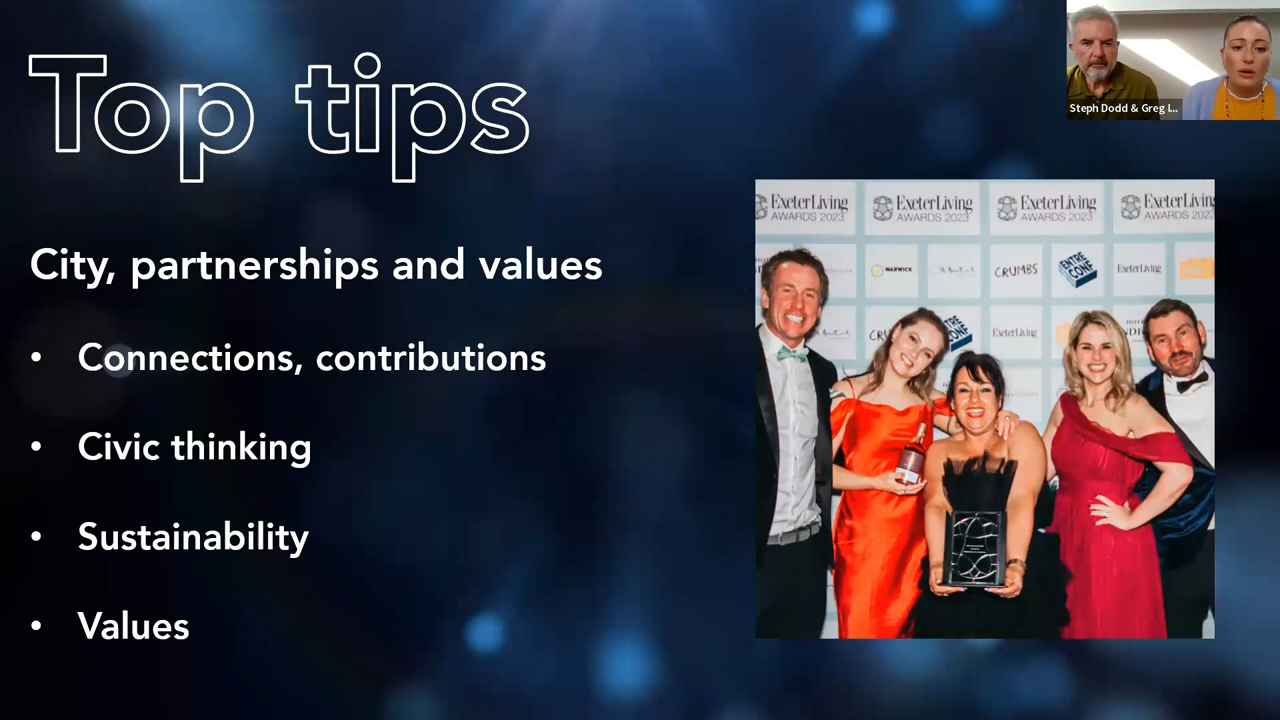 Top tips
Steph Dodd & Greg I...
City, partnerships and values
• Connections, contributions
• Civic thinking
• Sustainability
• Values
ExeterLiving ExeterLiving ExeterLiving ExeterLiving
AWARDS 2023 AWARDS 2023 AWARDS 2023 AWARDS 2023
WARWICK
CRUMBS
ENTRE
CONF
ExeterLiving
ExeterLiving